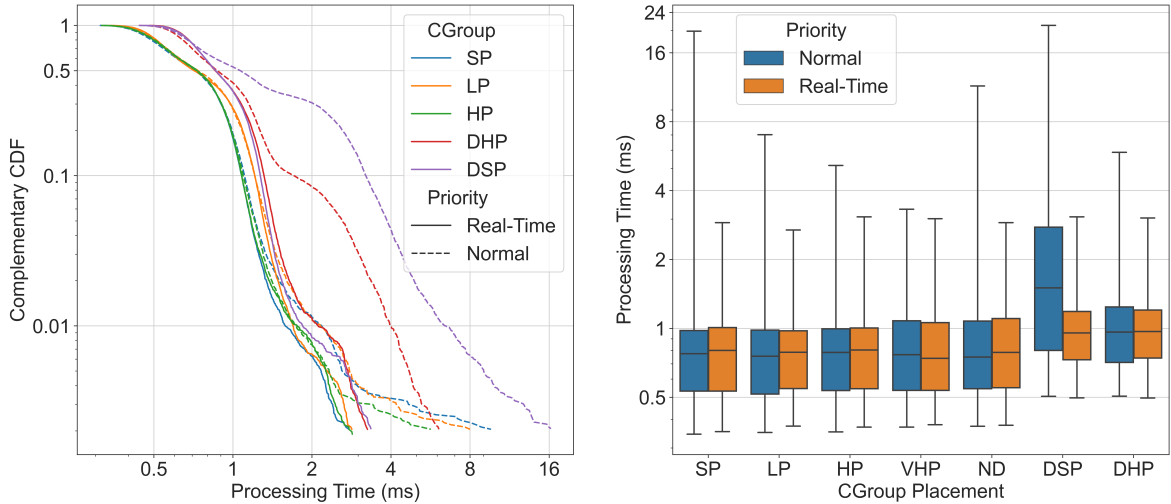 1
0.5
0.1
0.01
Complementary CDF
0.5 1 2 4 8 16
Processing Time (ms)
CGroup
SP
LP
HP
DHP
DSP
Priority
Real-Time
Normal
24
16
8
4
2
1
0.5
Processing Time (ms)
Priority
Normal
Real-Time
SP LP HP VHP ND DSP DHP
CGroup Placement